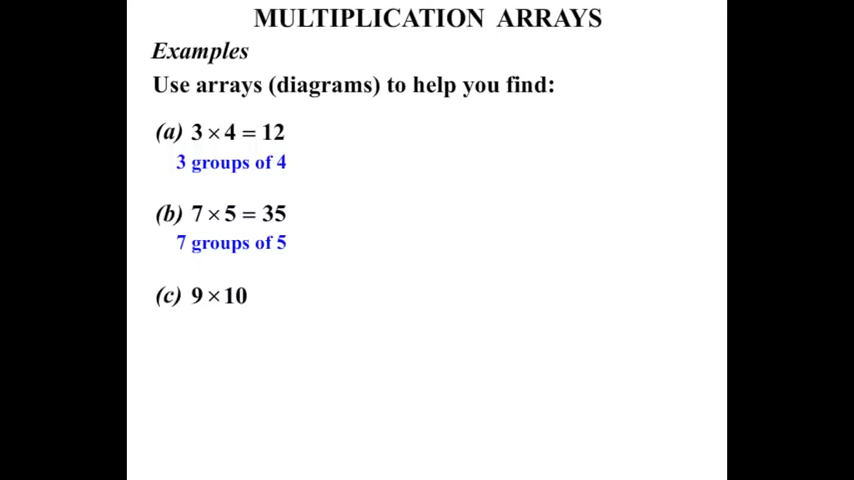 MULTIPLICATION ARRAYS
Examples
Use arrays (diagrams) to help you find:
(a) 3 × 4 = 12
3 groups of 4
(b) 7 × 5 = 35
7 groups of 5
(c) 9 × 10